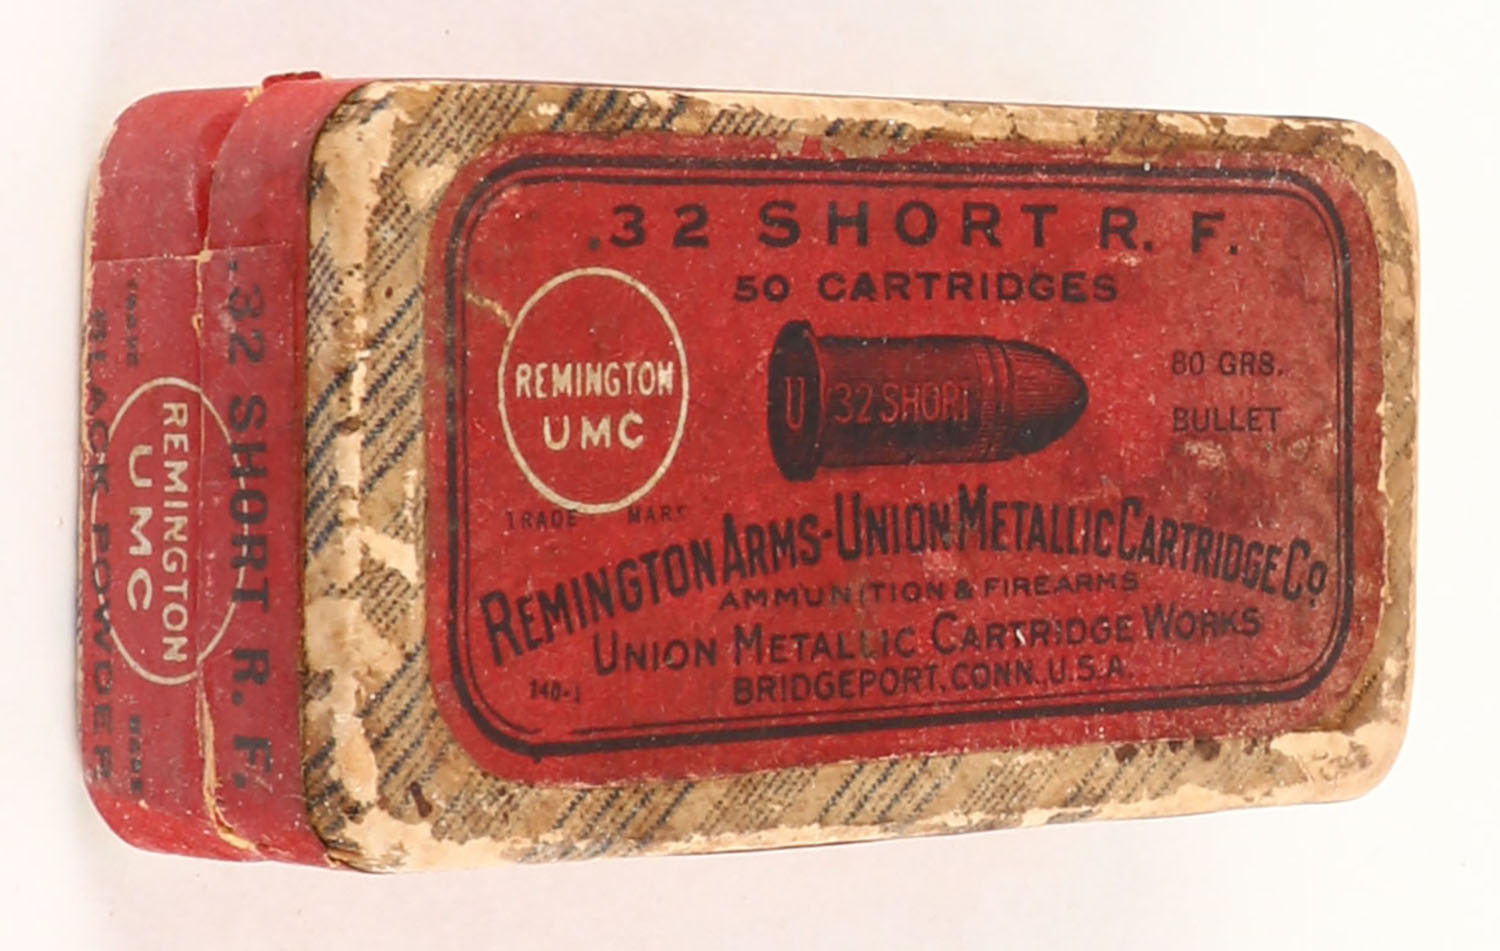 .32 SHORT R. F.
50 CARTRIDGES
REMINGTON
UMC
TRADE MARK
U 32 SHORT
80 GRS.
BULLET
REMINGTON ARMS-UNION METALLIC CARTRIDGE CO
AMMUNITION & FIREARMS
UNION METALLIC CARTRIDGE WORKS
BRIDGEPORT, CONN., U.S.A.
140-1
.32 SHORT R. F.
REMINGTON
UMC
BLACK POWDER